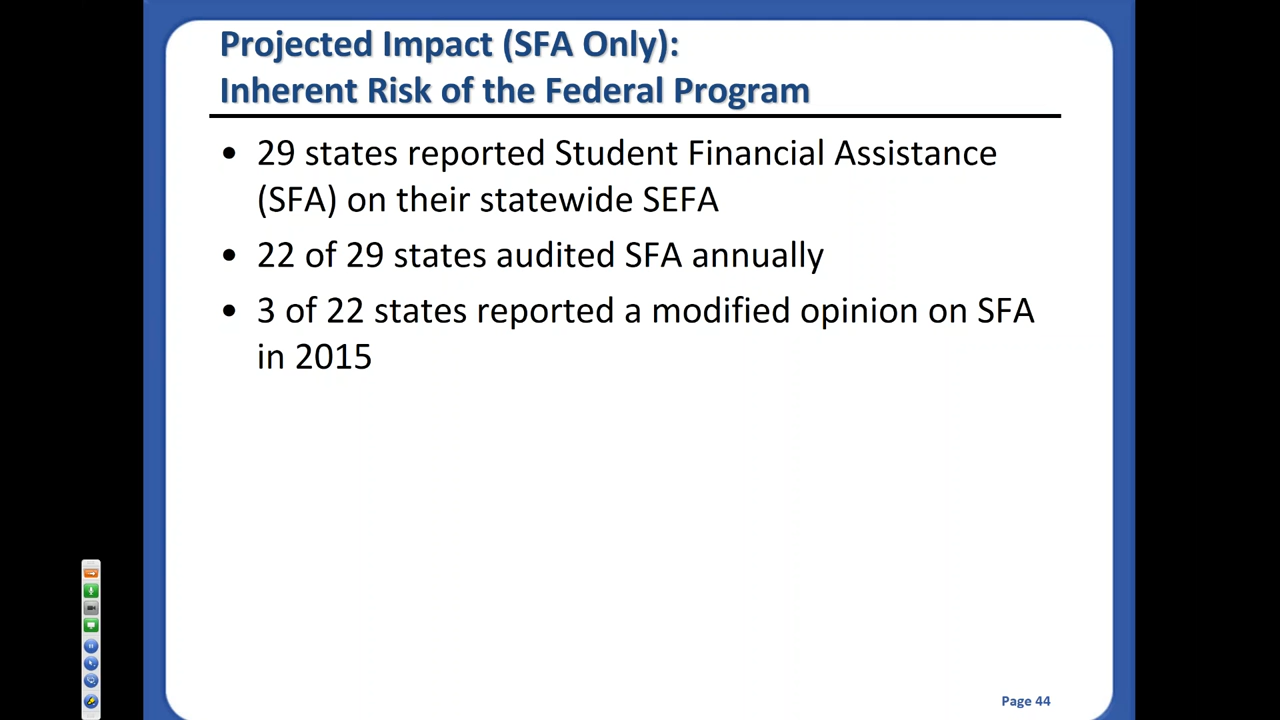 Projected Impact (SFA Only):
Inherent Risk of the Federal Program
• 29 states reported Student Financial Assistance
(SFA) on their statewide SEFA
• 22 of 29 states audited SFA annually
• 3 of 22 states reported a modified opinion on SFA
in 2015
Page 44